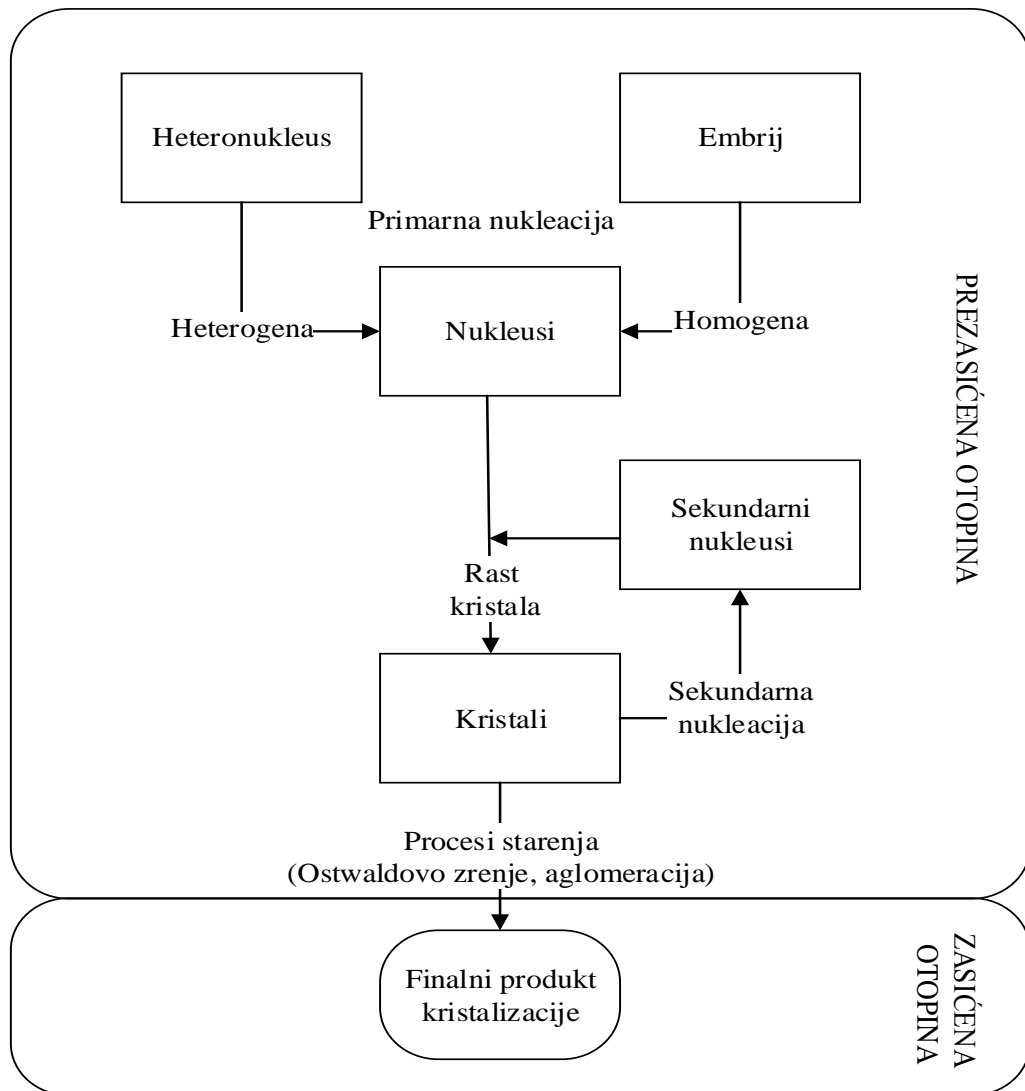 Heteronukleus
Embrij
Primarna nukleacija
Heterogena
Nukleusi
Homogena
PREZASIĆENA OTOPINA
Sekundarni
nukleusi
Rast
kristala
Kristali
Sekundarna
nukleacija
Procesi starenja
(Ostwaldovo zrenje, aglomeracija)
Finalni produkt
kristalizacije
ZASIĆENA
OTOPINA